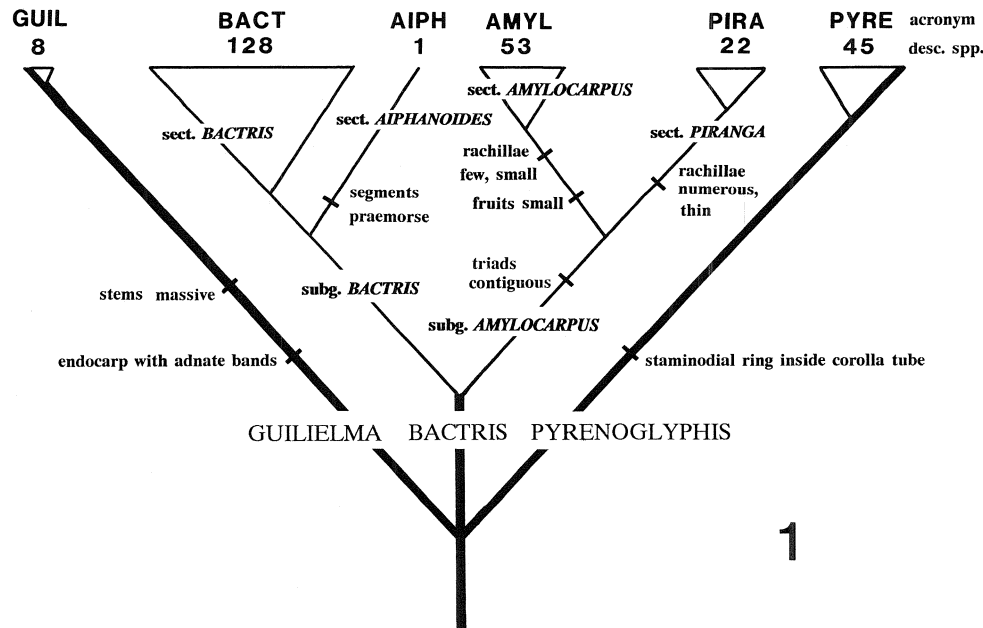 GUIL BACT AIPH AMYL PIRA PYRE acronym
8 128 1 53 22 45 desc. spp.
sect. AMYLOCARPUS
sect. AIPHANOIDES
sect. BACTRIS
sect. PIRANGA
rachillae
few, small
rachillae
numerous,
thin
segments
praemorse
fruits small
triads
contiguous
subg. BACTRIS
stems massive
subg. AMYLOCARPUS
endocarp with adnate bands
staminodial ring inside corolla tube
GUILIELMA BACTRIS PYRENOGLYPHIS
1